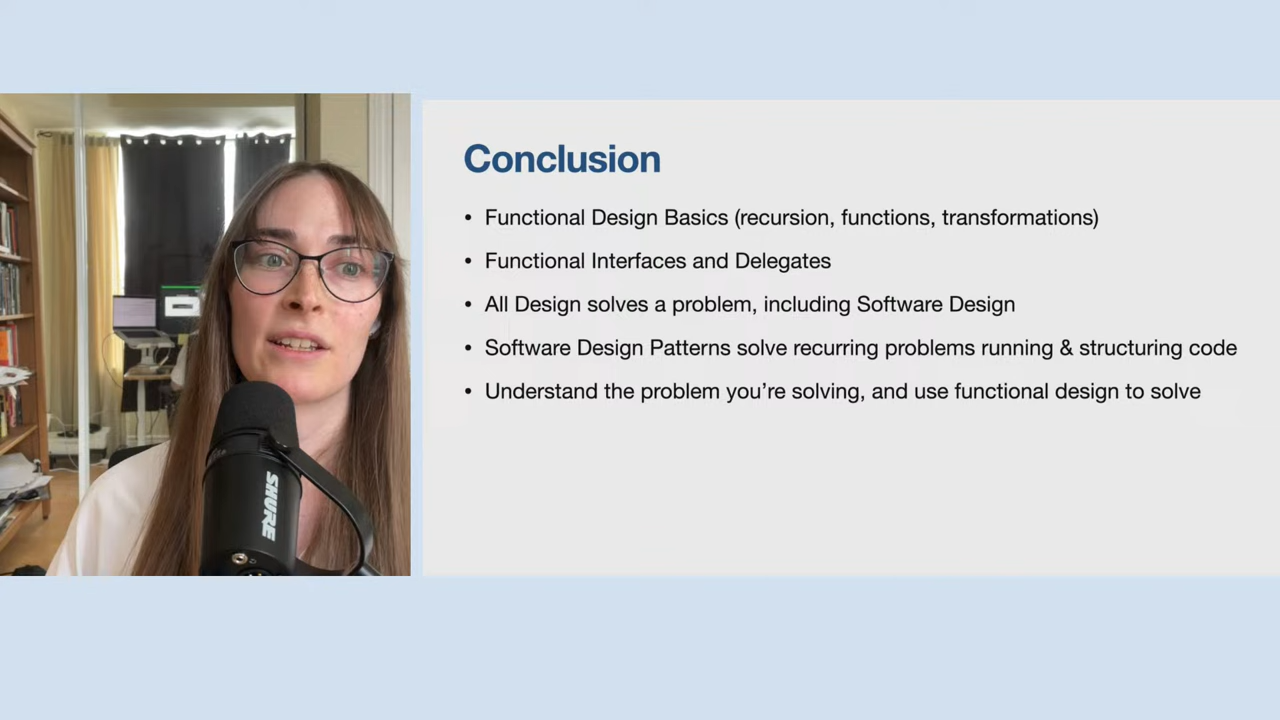 Conclusion
• Functional Design Basics (recursion, functions, transformations)
• Functional Interfaces and Delegates
• All Design solves a problem, including Software Design
• Software Design Patterns solve recurring problems running & structuring code
• Understand the problem you’re solving, and use functional design to solve
SHURE